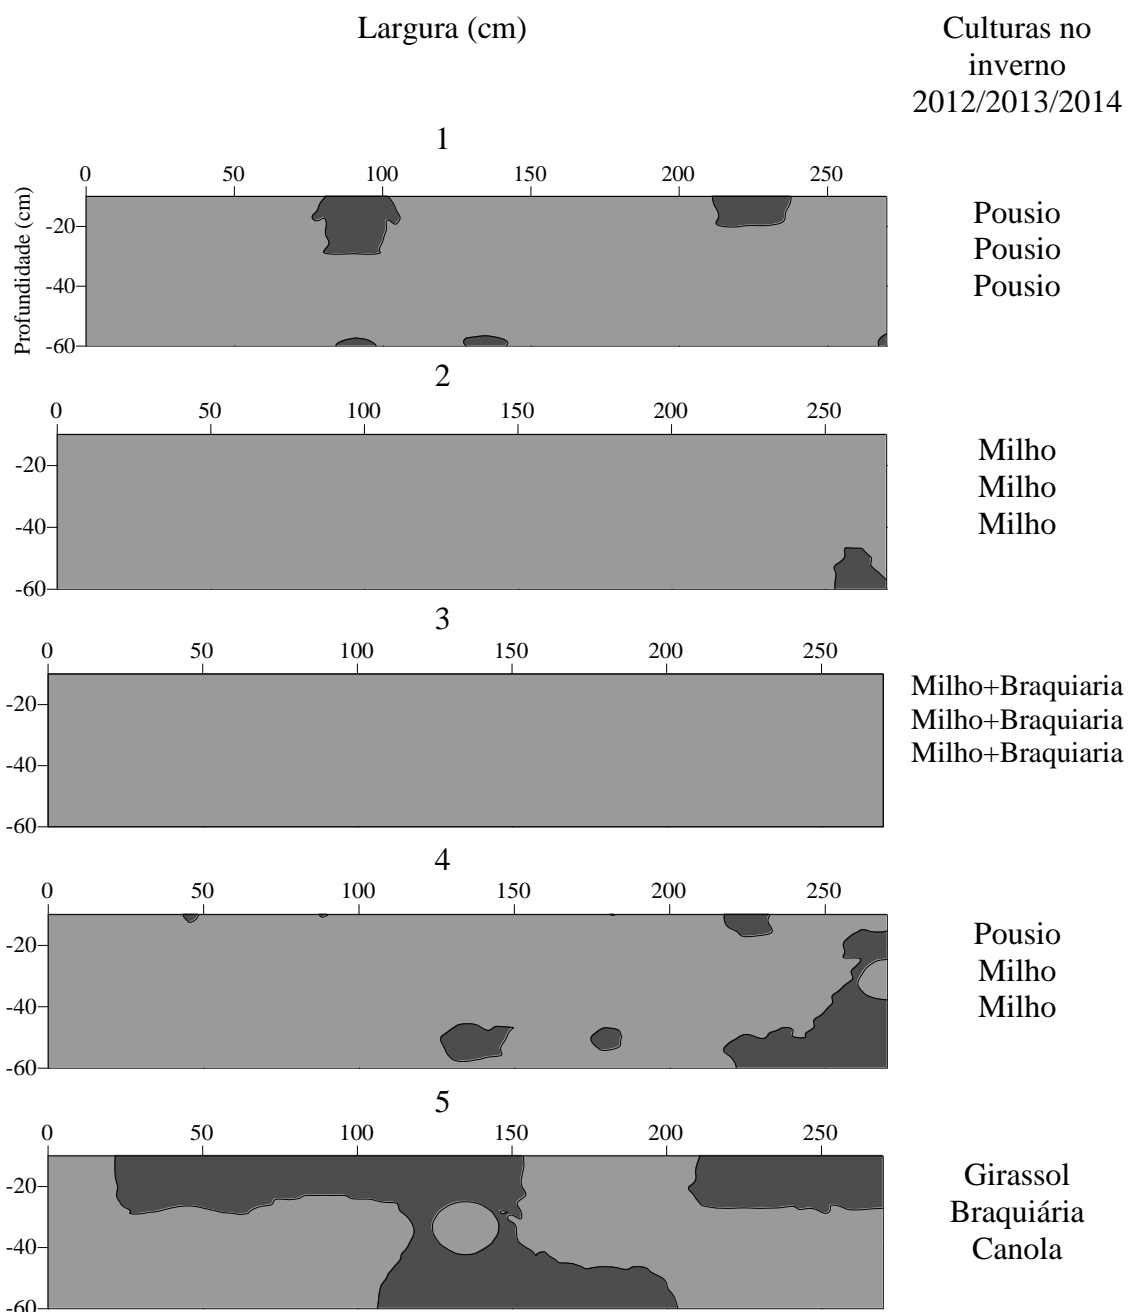 Largura (cm)
Culturas no
inverno
2012/2013/2014
1
0 50 100 150 200 250
Profundidade (cm)
-20
-40
-60
Pousio
Pousio
Pousio
2
0 50 100 150 200 250
-20
-40
-60
Milho
Milho
Milho
3
0 50 100 150 200 250
-20
-40
-60
Milho+Braquiaria
Milho+Braquiaria
Milho+Braquiaria
4
0 50 100 150 200 250
-20
-40
-60
Pousio
Milho
Milho
5
0 50 100 150 200 250
-20
-40
-60
Girassol
Braquiária
Canola